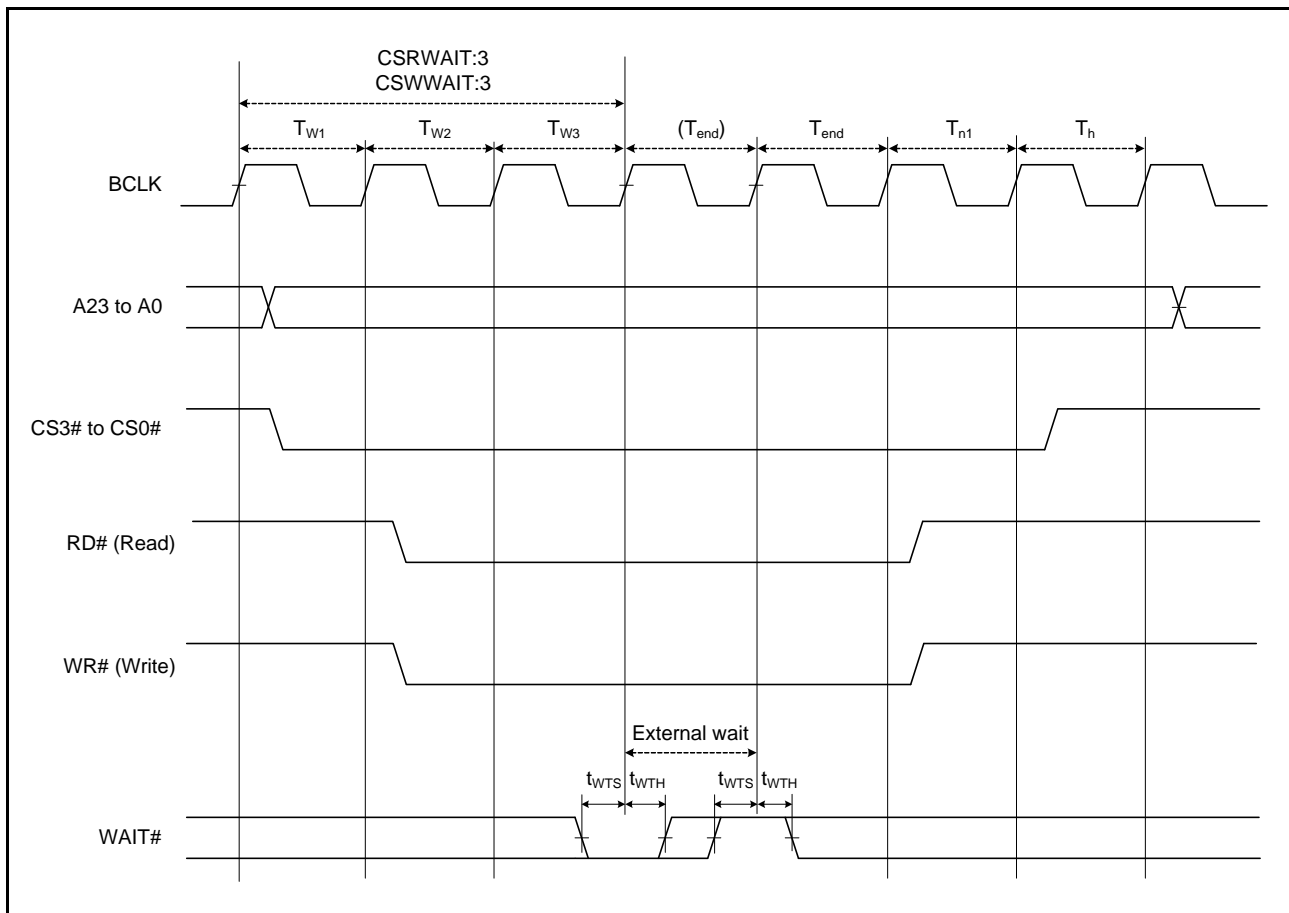 CSRWAIT:3
CSWWAIT:3
TW1 TW2 TW3 (Tend) Tend Tn1 Th
BCLK
A23 to A0
CS3# to CS0#
RD# (Read)
WR# (Write)
External wait
tWTS tWTH tWTS tWTH
WAIT#